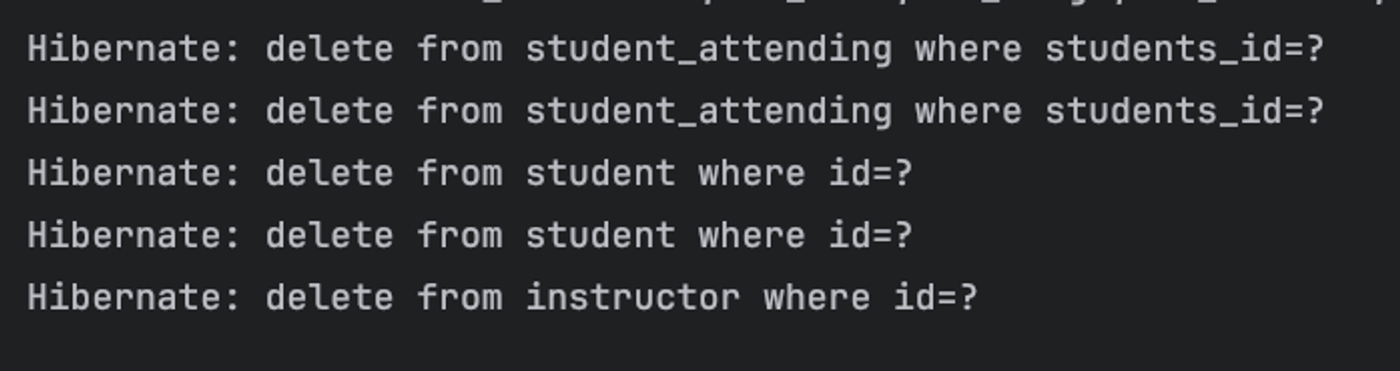 Hibernate: delete from student_attending where students_id=?
Hibernate: delete from student_attending where students_id=?
Hibernate: delete from student where id=?
Hibernate: delete from student where id=?
Hibernate: delete from instructor where id=?